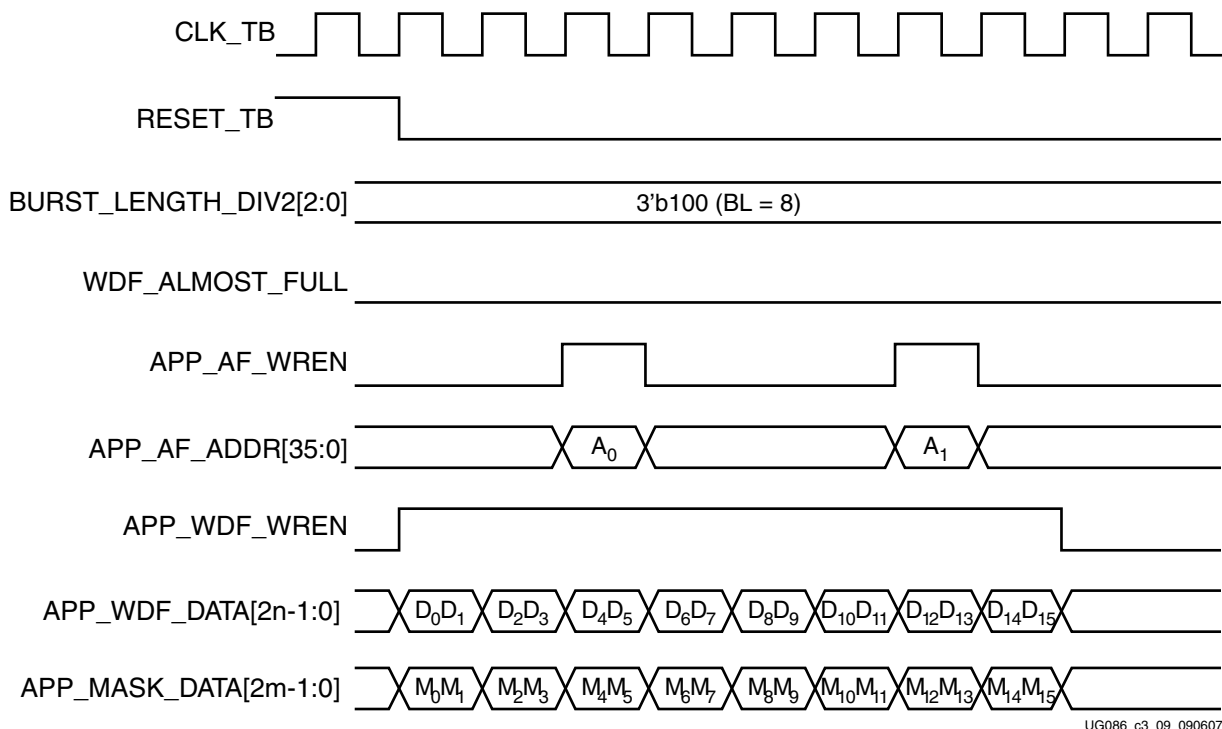 CLK_TB
RESET_TB
BURST_LENGTH_DIV2[2:0] 3'b100 (BL = 8)
WDF_ALMOST_FULL
APP_AF_WREN
APP_AF_ADDR[35:0] A0 A1
APP_WDF_WREN
APP_WDF_DATA[2n-1:0] D0D1 D2D3 D4D5 D6D7 D8D9 D10D11 D12D13 D14D15
APP_MASK_DATA[2m-1:0] M0M1 M2M3 M4M5 M6M7 M8M9 M10M11 M12M13 M14M15
UG086_c3_09_090607